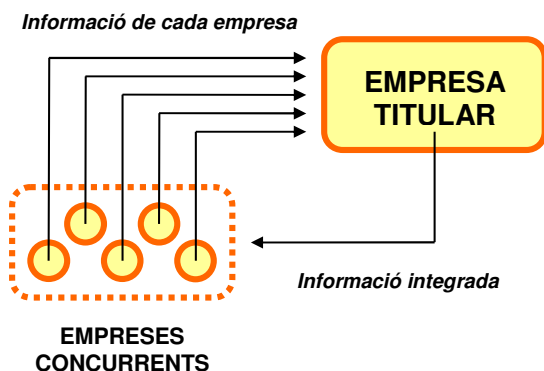 Informació de cada empresa
EMPRESA
TITULAR
Informació integrada
EMPRESES
CONCURRENTS